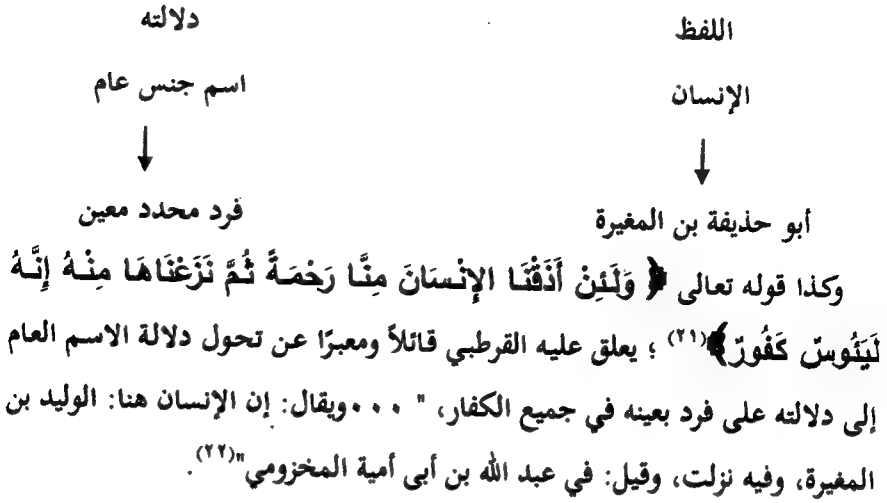 اللفظ دلالته
الإنسان اسم جنس عام
أبو حذيفة بن المغيرة فرد محدد معين
وكذا قوله تعالى ﴿ وَلَئِنْ أَذَقْنَا الإِنْسَانَ مِنَّا رَحْمَةً ثُمَّ نَزَعْنَاهَا مِنْهُ إِنَّهُ
لَيَئُوسٌ كَفُورٌ﴾(٢١) ؛ يعلق عليه القرطبي قائلاً ومعبرًا عن تحول دلالة الاسم العام
إلى دلالته على فرد بعينه في جميع الكفار، " ٠٠٠ويقال: إن الإنسان هنا: الوليد بن
المغيرة، وفيه نزلت، وقيل: في عبد الله بن أبى أمية المخزومي"(٢٢).